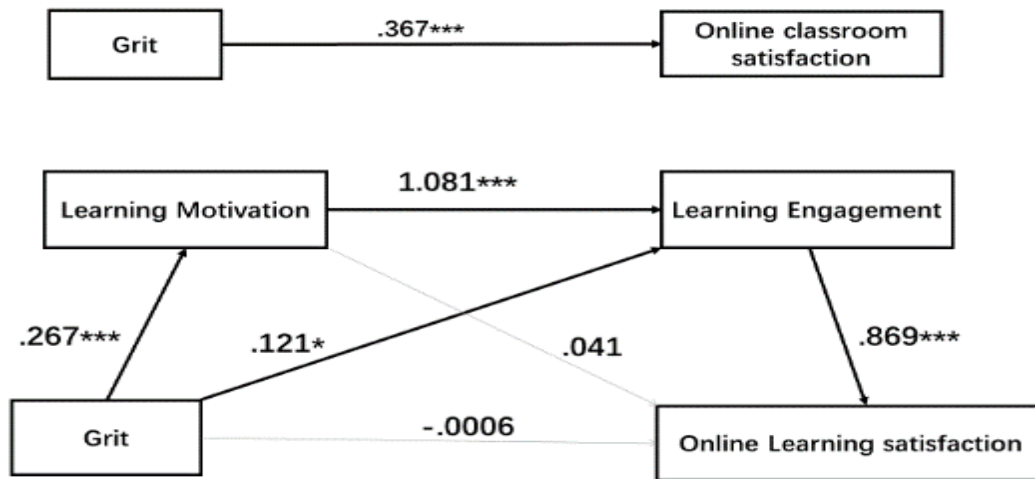 Grit
.367***
Online classroom
satisfaction
Learning Motivation
1.081***
Learning Engagement
.267***
.121*
.041
.869***
Grit
-.0006
Online Learning satisfaction